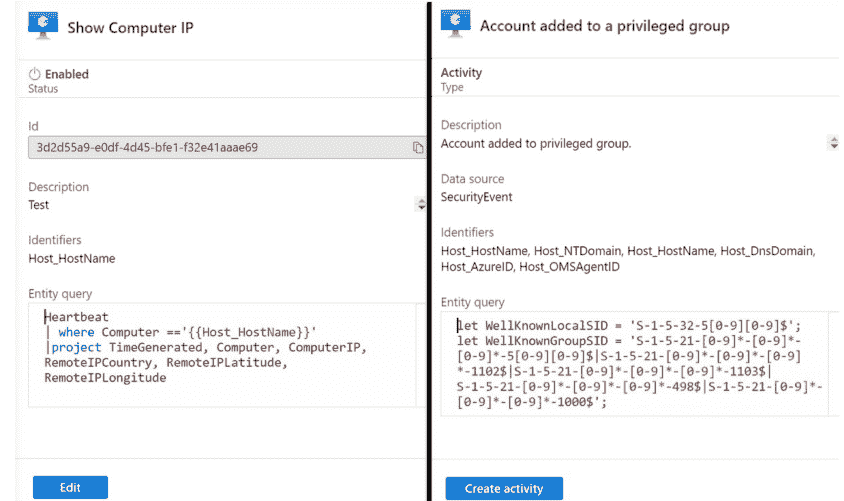 Show Computer IP
Enabled
Status
Id
3d2d55a9-e0df-4d45-bfe1-f32e41aaae69
Description
Test
Identifiers
Host_HostName
Entity query
Heartbeat
| where Computer =='{{Host_HostName}}'
|project TimeGenerated, Computer, ComputerIP,
RemoteIPCountry, RemoteIPLatitude,
RemoteIPLongitude
Edit
Account added to a privileged group
Activity
Type
Description
Account added to privileged group.
Data source
SecurityEvent
Identifiers
Host_HostName, Host_NTDomain, Host_HostName, Host_DnsDomain,
Host_AzureID, Host_OMSAgentID
Entity query
let WellKnownLocalSID = 'S-1-5-32-5[0-9][0-9]$';
let WellKnownGroupSID = 'S-1-5-21-[0-9]*-[0-9]*-
[0-9]*-5[0-9][0-9]$|S-1-5-21-[0-9]*-[0-9]*-[0-9]
*-1102$|S-1-5-21-[0-9]*-[0-9]*-[0-9]*-1103$|
S-1-5-21-[0-9]*-[0-9]*-[0-9]*-498$|S-1-5-21-[0-9]*-
[0-9]*-[0-9]*-1000$';
Create activity